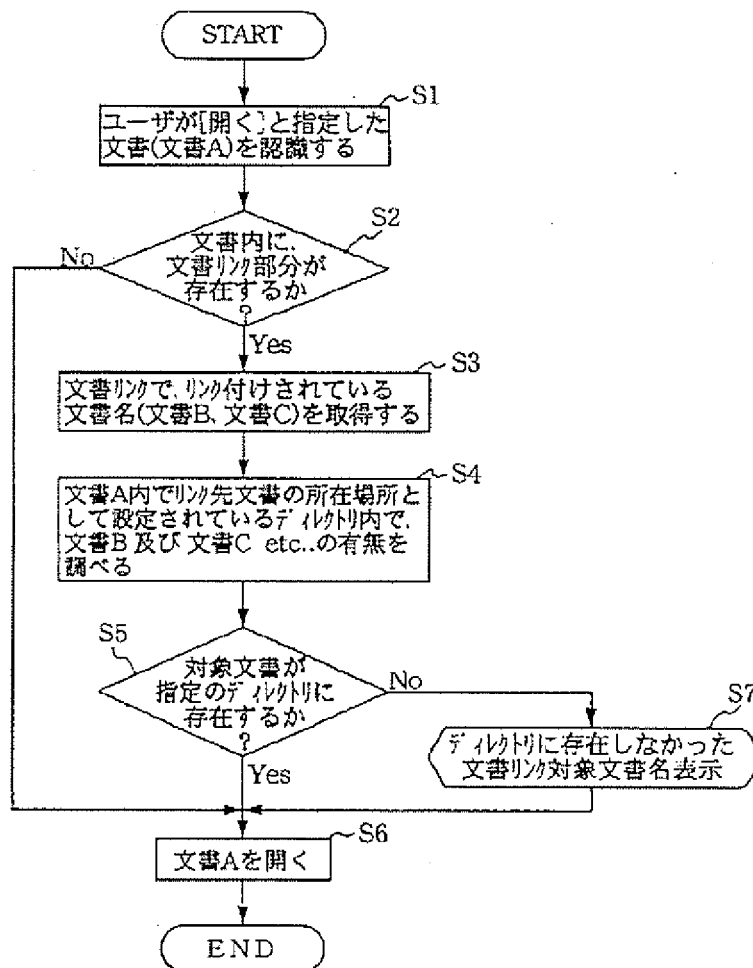 START
S1
ユーザが[開く]と指定した
文書(文書A)を認識する
S2
文書内に、
文書リンク部分が
存在するか
?
No
Yes
S3
文書リンクで、リンク付けされている
文書名(文書B、文書C)を取得する
S4
文書A内でリンク先文書の所在場所と
して設定されているディレクトリ内で、
文書B 及び 文書C etc..の有無を
調べる
S5
対象文書が
指定のディレクトリに
存在するか
?
No
Yes
S7
ディレクトリに存在しなかった
文書リンク対象文書名表示
S6
文書Aを開く
END